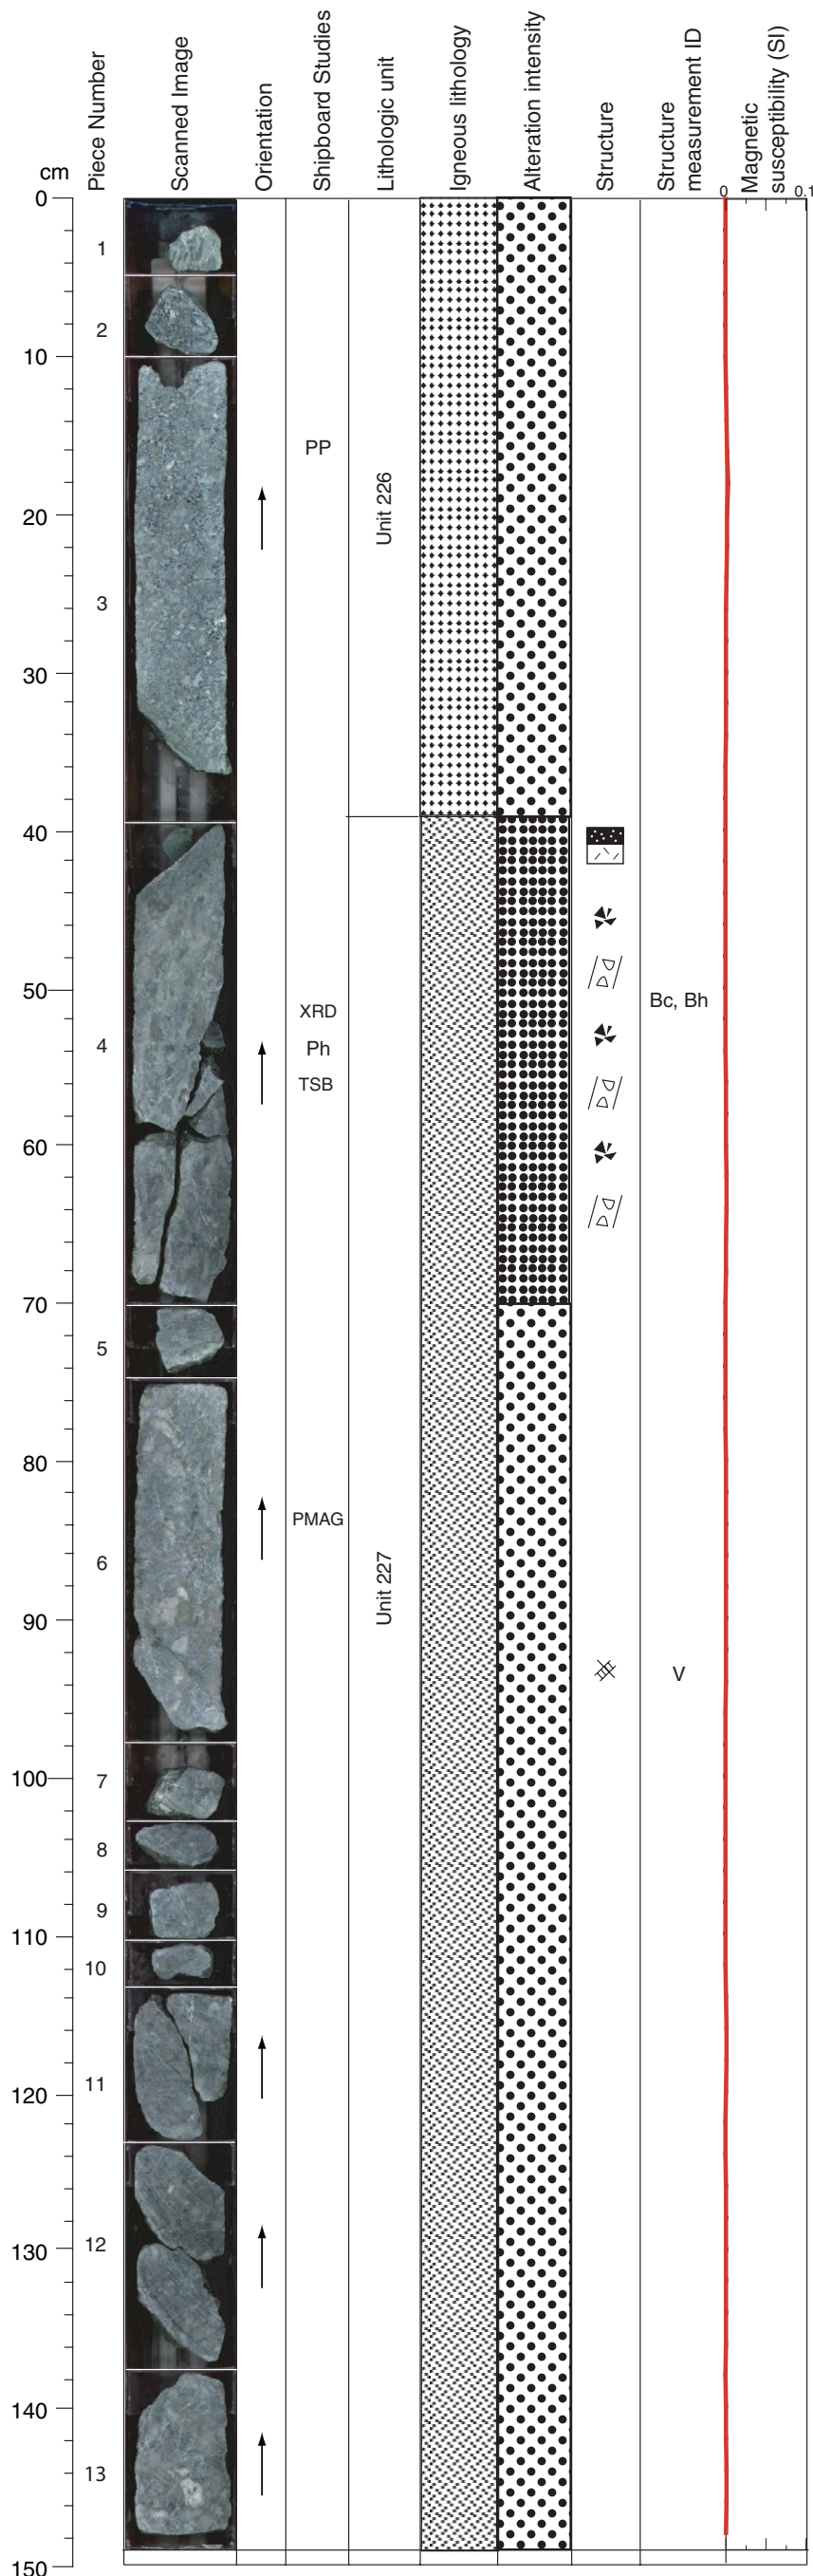 cm
Piece Number
Scanned Image
Orientation
Shipboard Studies
Lithologic unit
Igneous lithology
Alteration intensity
Structure
Structure
measurement ID
Magnetic
susceptibility (SI)
0 0.1
0
1
2
10
PP
Unit 226
20
3
30
40
50
Bc, Bh
XRD
4
Ph
TSB
60
70
5
80
PMAG
6
Unit 227
90
V
100
7
8
9
110
10
11
120
12
130
140
13
150